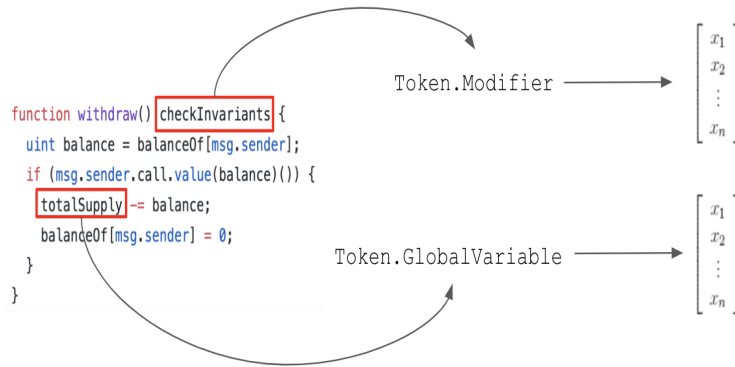 function withdraw() checkInvariants {
uint balance = balanceOf[msg.sender];
if (msg.sender.call.value(balance)()) {
totalSupply -= balance;
balanceOf[msg.sender] = 0;
}
}
Token.Modifier
x1
x2
⋮
xn
Token.GlobalVariable
x1
x2
⋮
xn